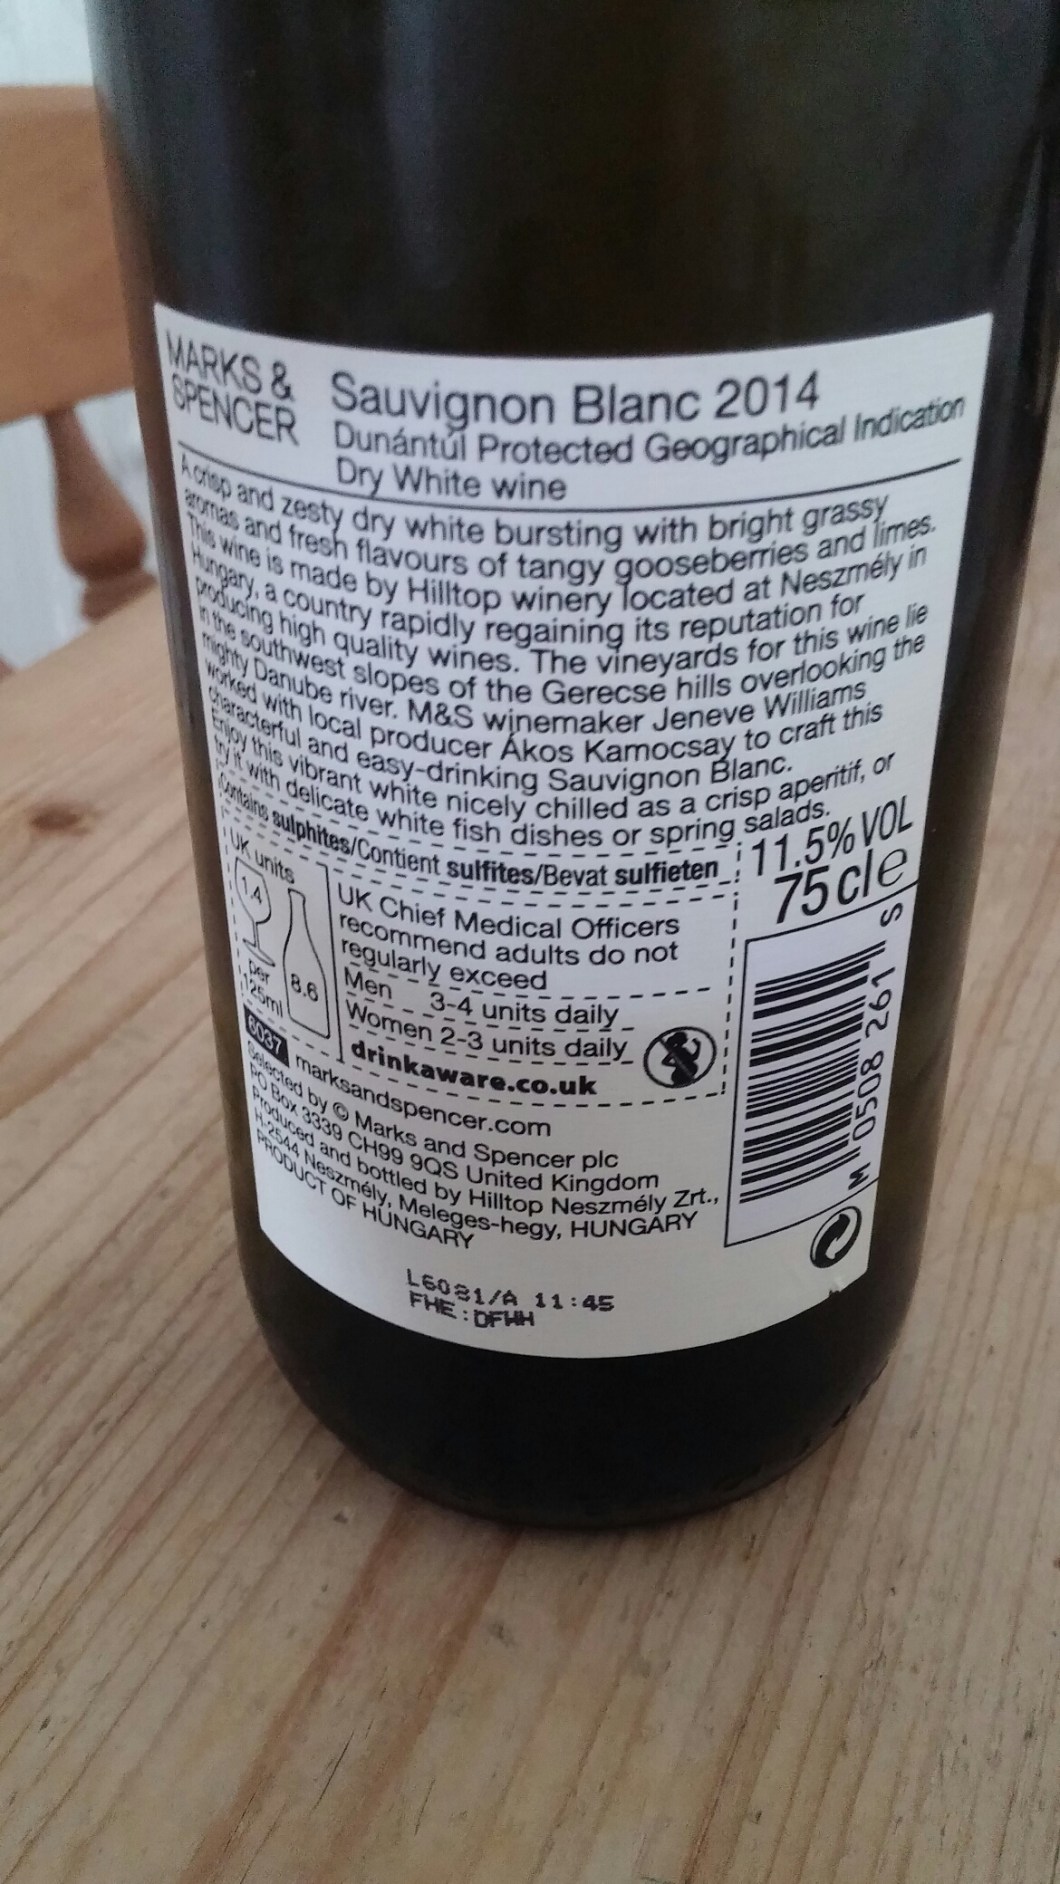 MARKS &
SPENCER
Sauvignon Blanc 2014
Dunántúl Protected Geographical Indication
Dry White wine
A crisp and zesty dry white bursting with bright grassy
aromas and fresh flavours of tangy gooseberries and limes.
This wine is made by Hilltop winery located at Neszmély in
Hungary, a country rapidly regaining its reputation for
producing high quality wines. The vineyards for this wine lie
in the southwest slopes of the Gerecse hills overlooking the
mighty Danube river. M&S winemaker Jeneve Williams
worked with local producer Ákos Kamocsay to craft this
characterful and easy-drinking Sauvignon Blanc.
Enjoy this vibrant white nicely chilled as a crisp aperitif, or
try it with delicate white fish dishes or spring salads.
Contains sulphites/Contient sulfites/Bevat sulfieten
11.5% VOL
75cle
UK units
1.4
per
125ml
8.6
UK Chief Medical Officers
recommend adults do not
regularly exceed
Men 3-4 units daily
Women 2-3 units daily
drinkaware.co.uk
6037 marksandspencer.com
Selected by © Marks and Spencer plc
PO Box 3339 CH99 9QS United Kingdom
Produced and bottled by Hilltop Neszmély Zrt.,
H-2544 Neszmély, Meleges-hegy, HUNGARY
PRODUCT OF HUNGARY
M 0508 261 S
L6081/A 11:45
FHE:DFHH